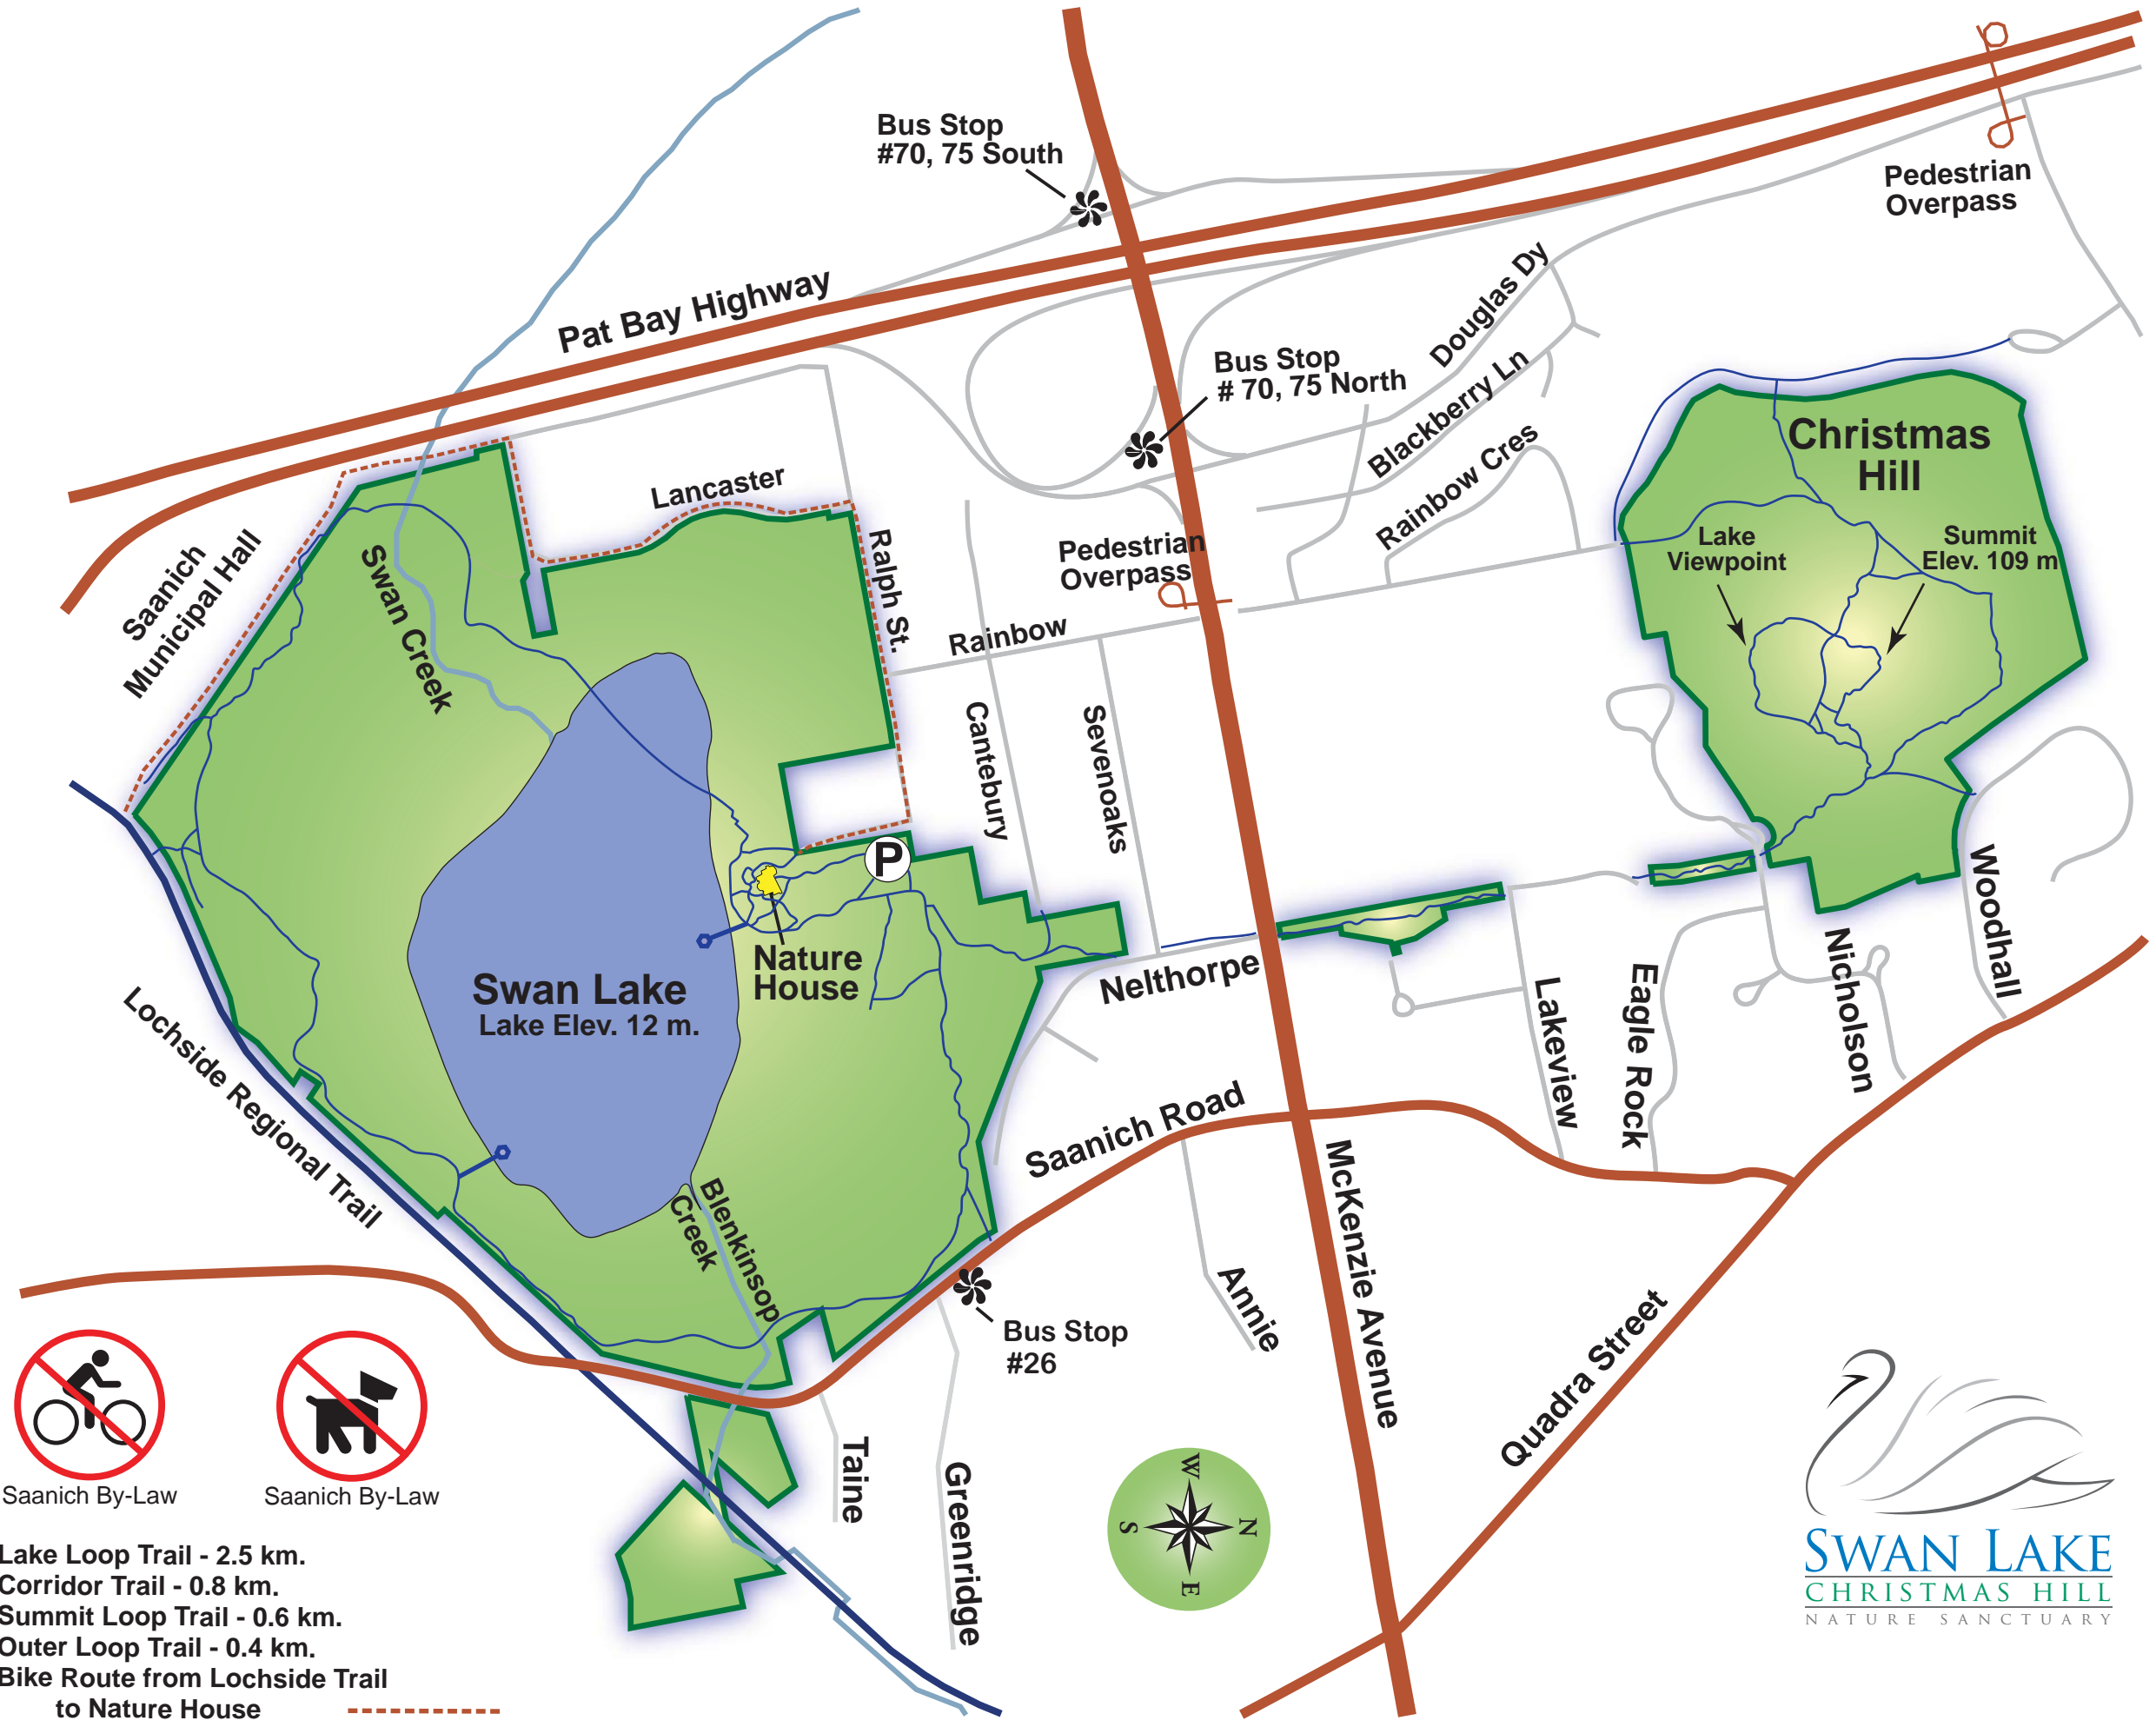 Bus Stop
#70, 75 South
Pedestrian
Overpass
Pat Bay Highway
Douglas Dy
Bus Stop
# 70, 75 North
Blackberry Ln
Rainbow Cres
Christmas
Hill
Lake
Viewpoint
Summit
Elev. 109 m
Lancaster
Saanich
Municipal Hall
Swan Creek
Ralph St.
Pedestrian
Overpass
Rainbow
Cantebury
Sevenoaks
P
Nature
House
Swan Lake
Lake Elev. 12 m.
Nelthorpe
Lakeview
Eagle Rock
Nicholson
Woodhall
Lochside Regional Trail
Saanich Road
Blenkinsop
Creek
McKenzie Avenue
Annie
Quadra Street
Bus Stop
#26
Taine
Greenridge
W
N
S
E
Saanich By-Law
Saanich By-Law
Lake Loop Trail - 2.5 km.
Corridor Trail - 0.8 km.
Summit Loop Trail - 0.6 km.
Outer Loop Trail - 0.4 km.
Bike Route from Lochside Trail
to Nature House
SWAN LAKE
CHRISTMAS HILL
NATURE SANCTUARY